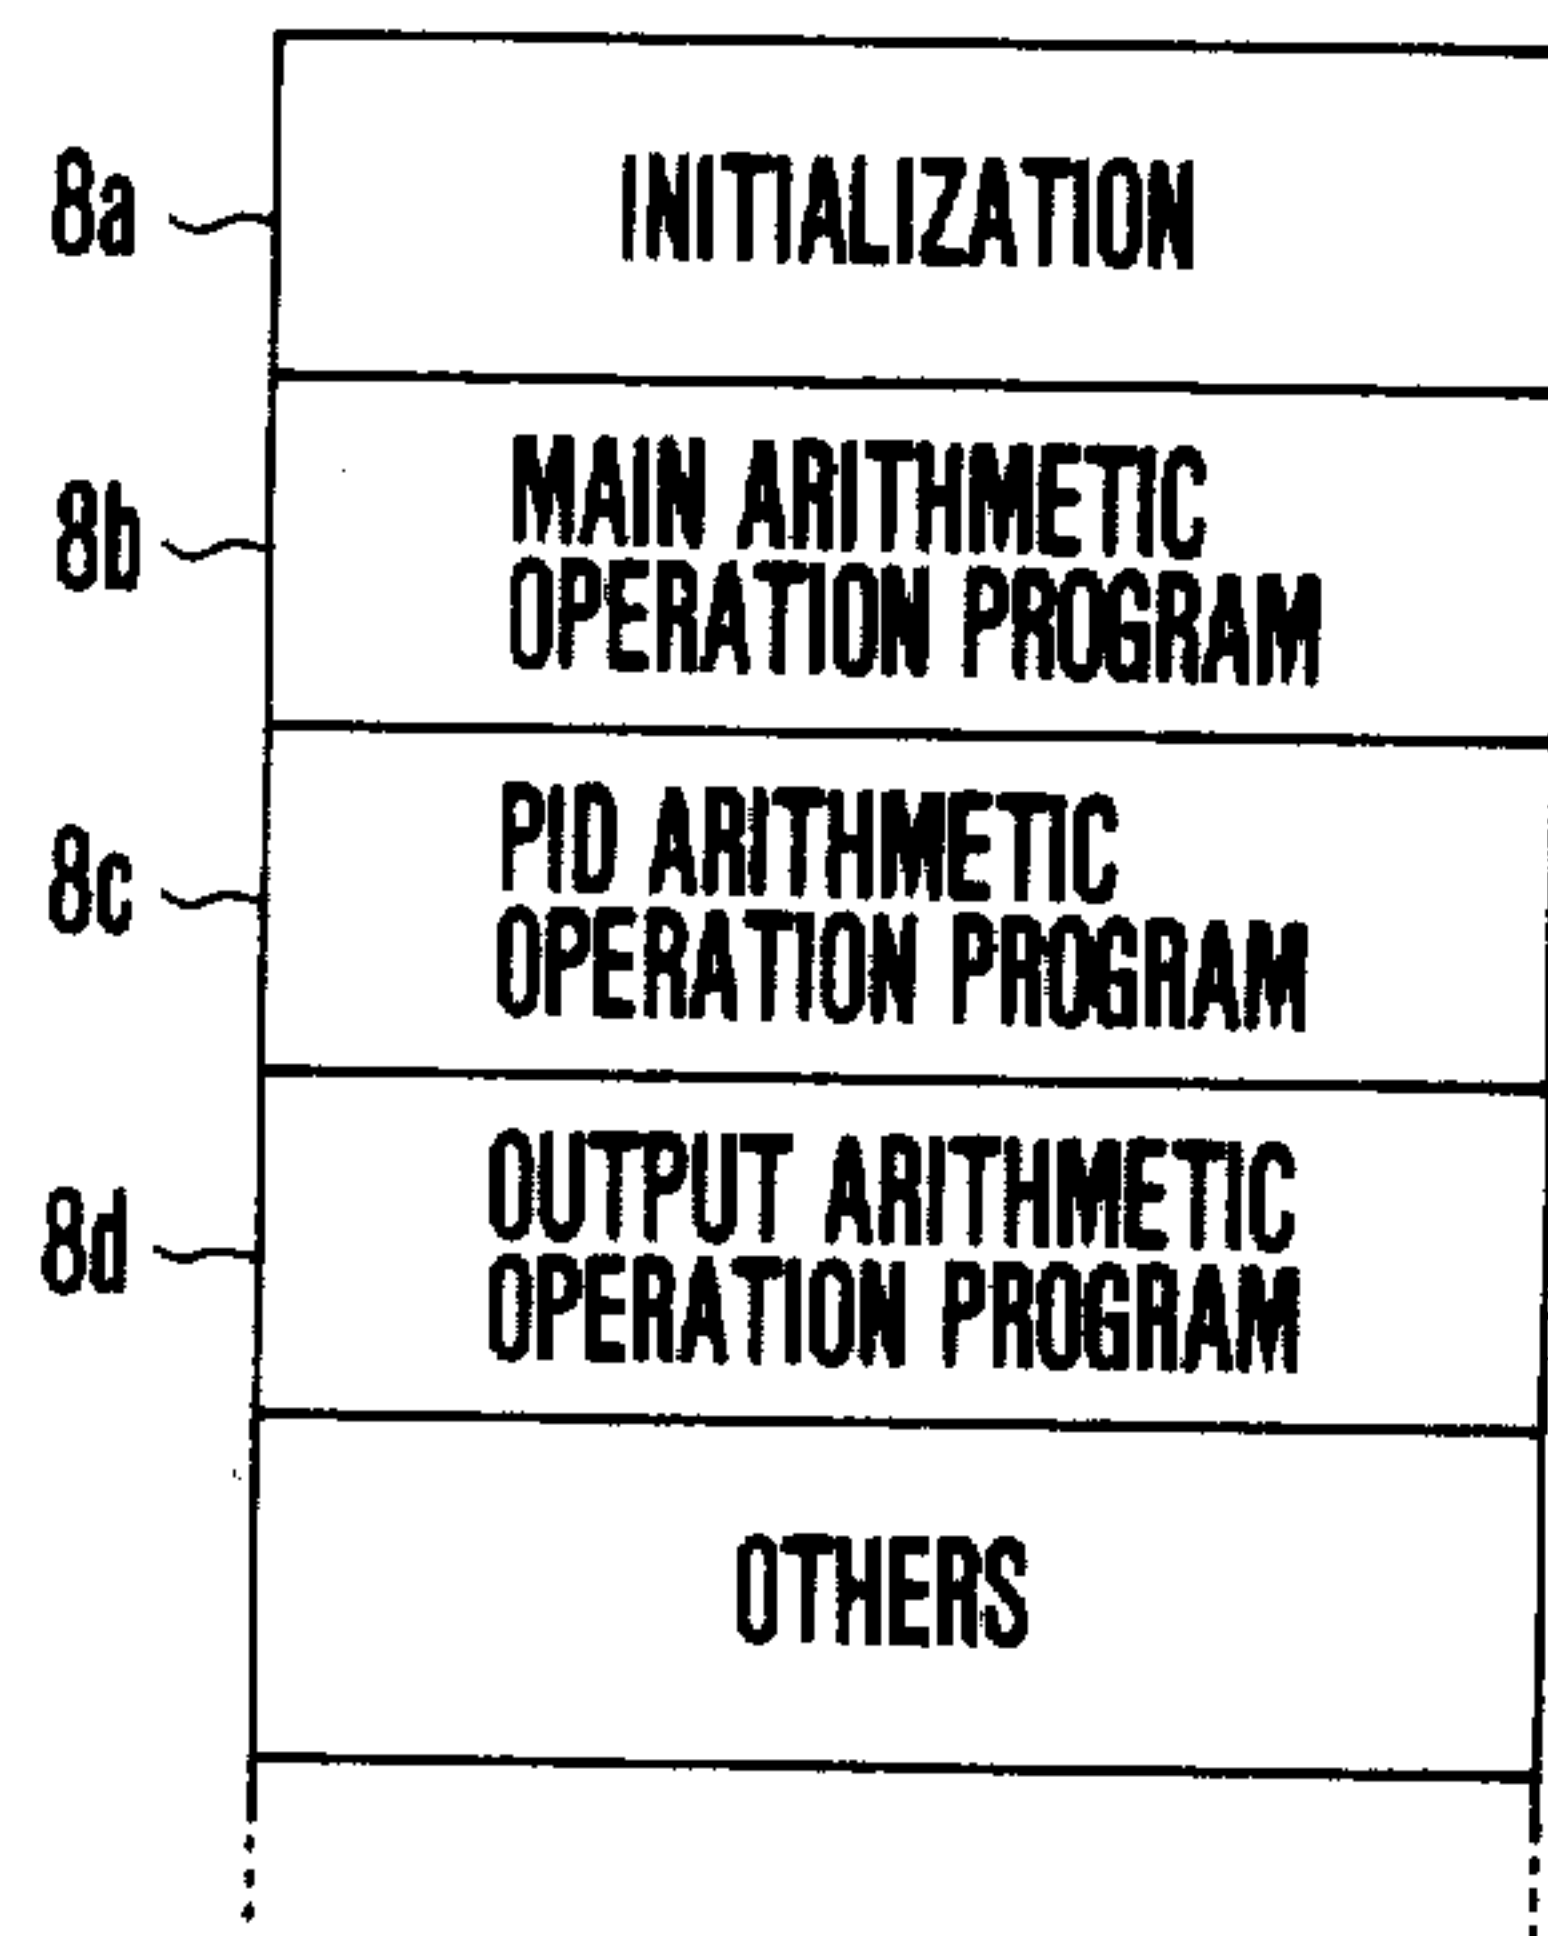 8a
INITIALIZATION
8b
MAIN ARITHMETIC
OPERATION PROGRAM
8c
PID ARITHMETIC
OPERATION PROGRAM
8d
OUTPUT ARITHMETIC
OPERATION PROGRAM
OTHERS